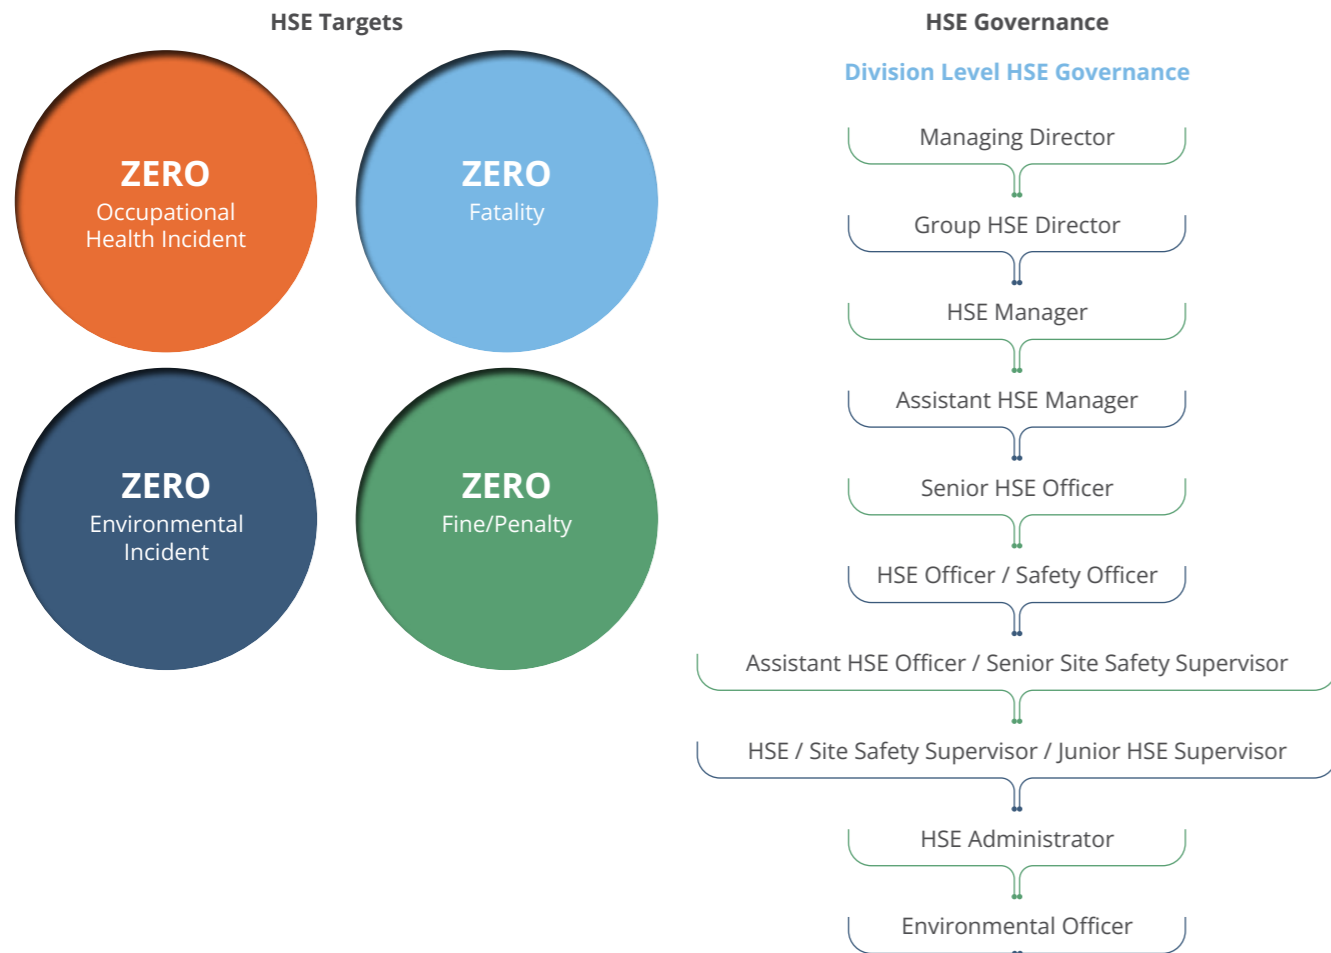 HSE Targets
ZERO
Occupational
Health Incident
ZERO
Fatality
ZERO
Environmental
Incident
ZERO
Fine/Penalty
HSE Governance
Division Level HSE Governance
Managing Director
Group HSE Director
HSE Manager
Assistant HSE Manager
Senior HSE Officer
HSE Officer / Safety Officer
Assistant HSE Officer / Senior Site Safety Supervisor
HSE / Site Safety Supervisor / Junior HSE Supervisor
HSE Administrator
Environmental Officer